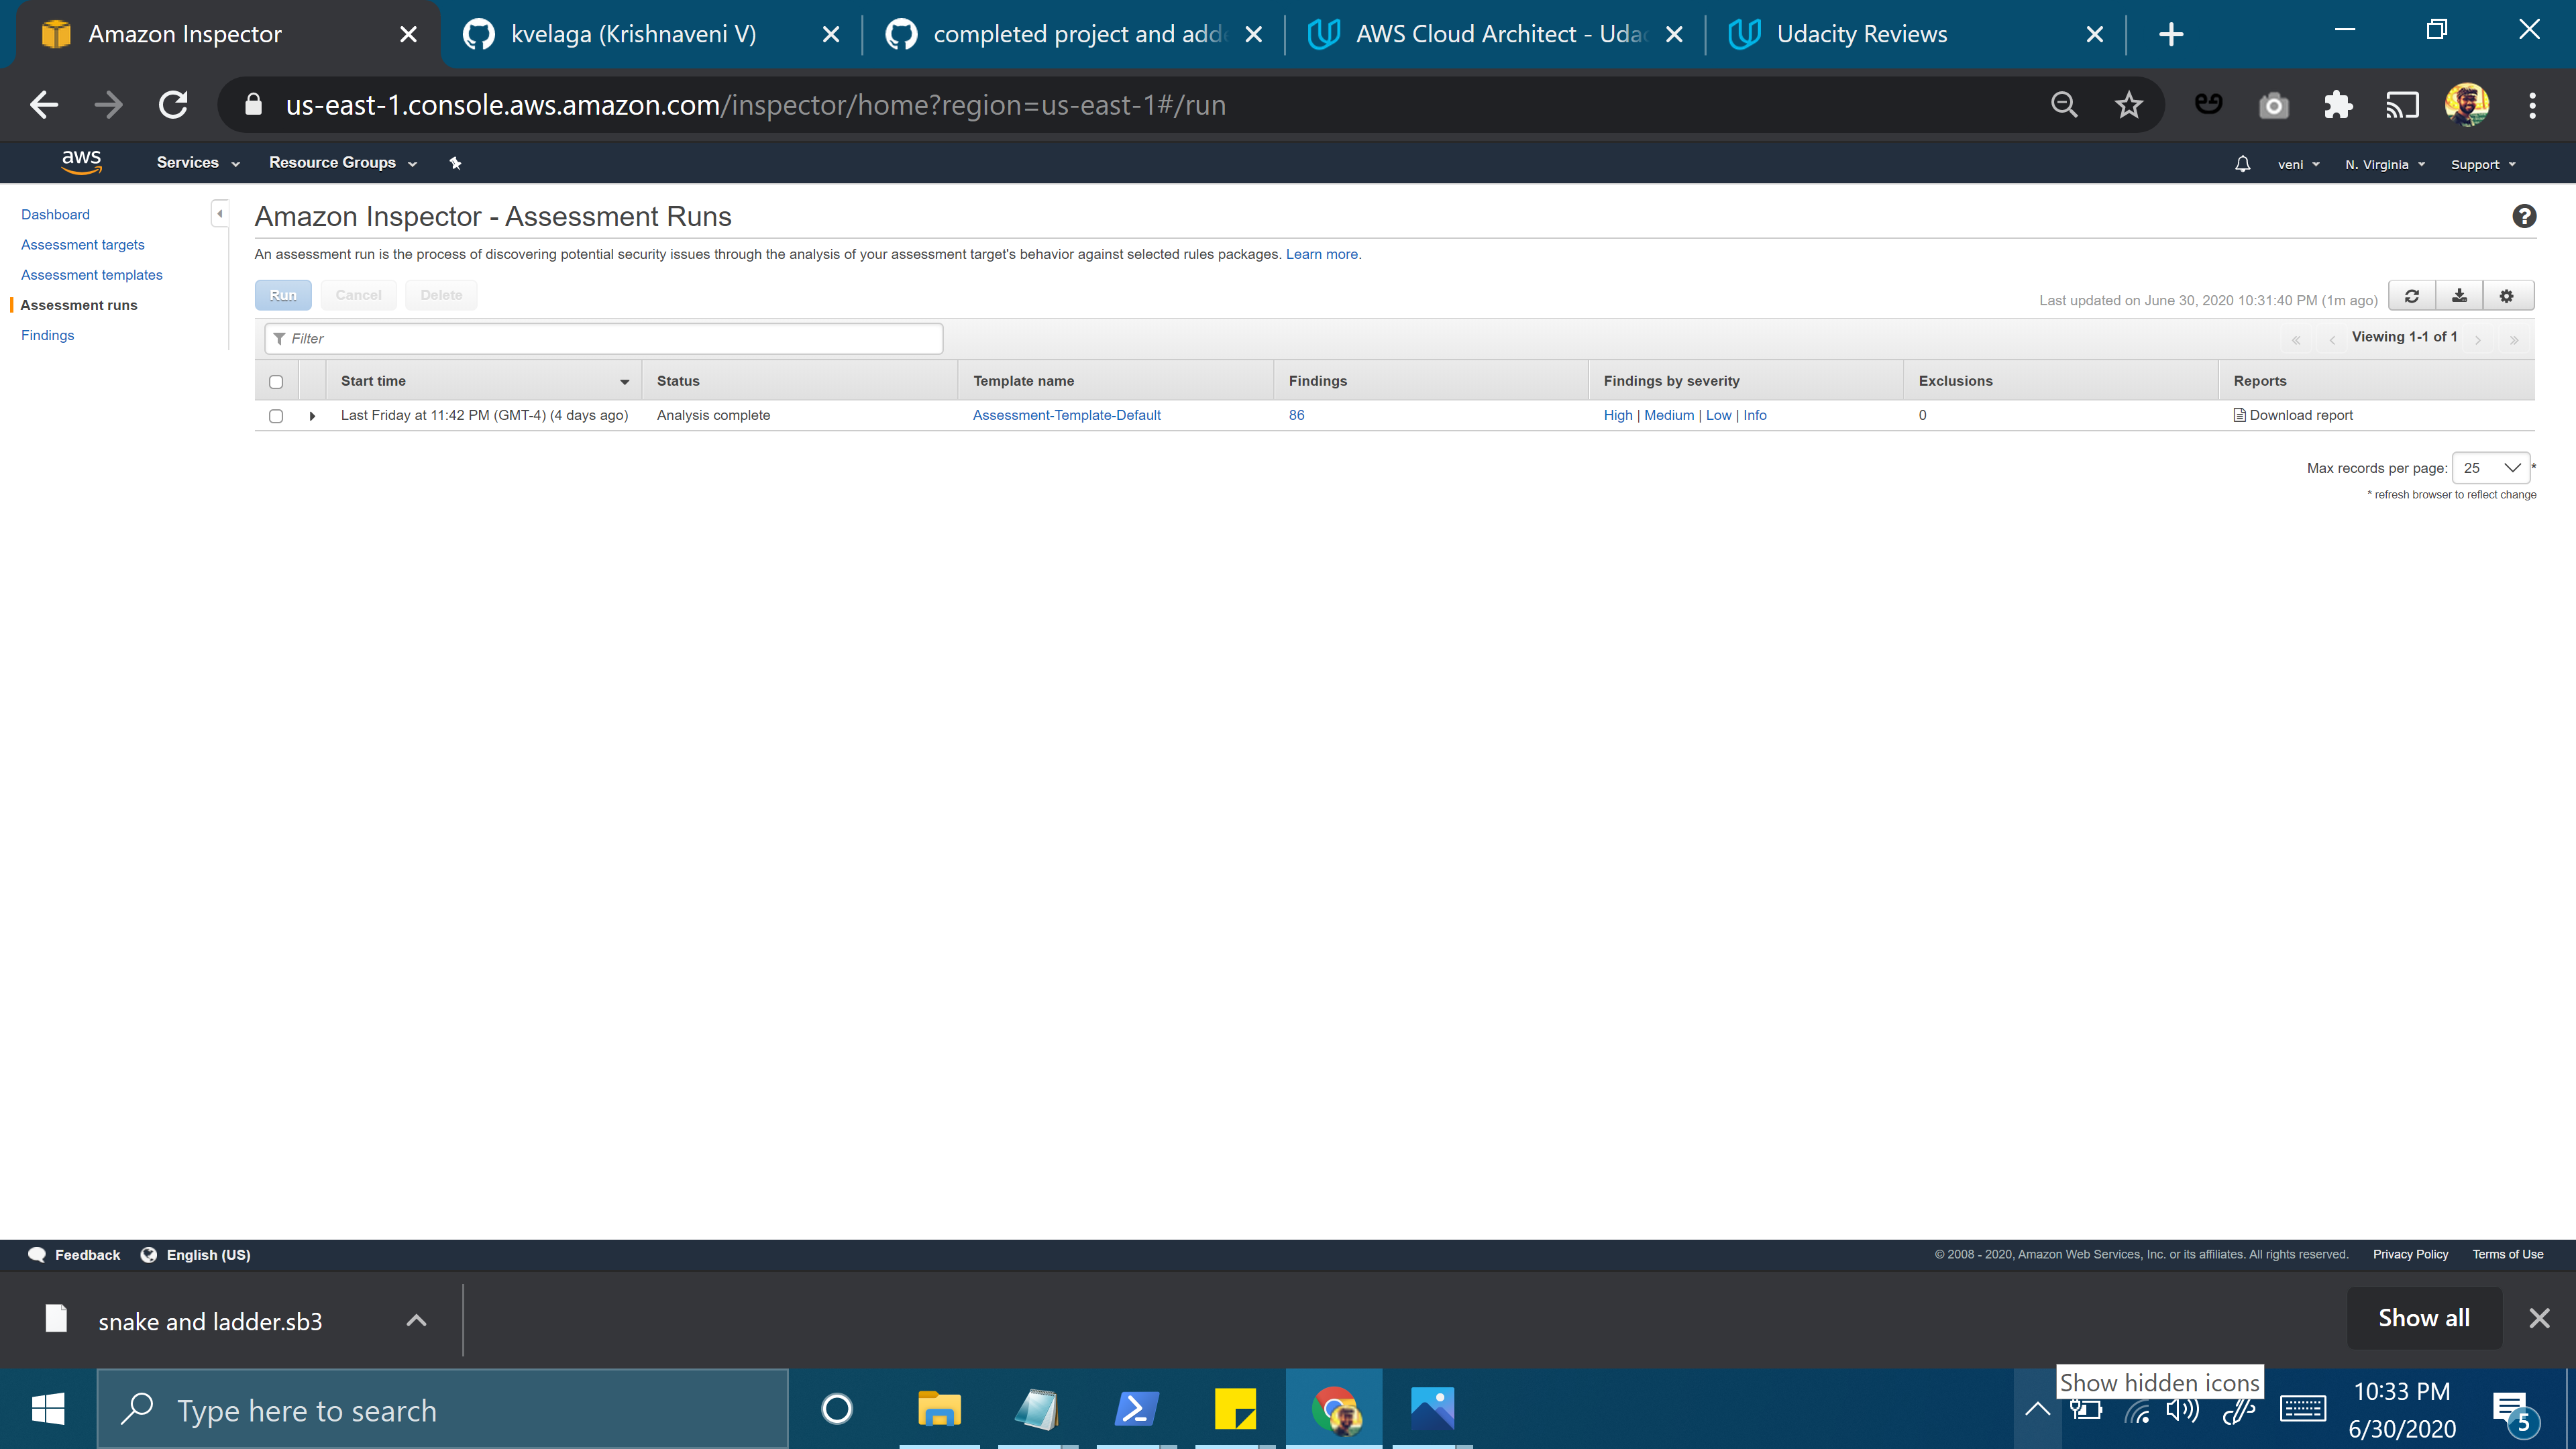 Amazon Inspector
kvelaga (Krishnaveni V)
completed project and adde
AWS Cloud Architect - Udac
Udacity Reviews
us-east-1.console.aws.amazon.com/inspector/home?region=us-east-1#/run
aws
Services
Resource Groups
veni
N. Virginia
Support
Dashboard
Assessment targets
Assessment templates
Assessment runs
Findings
Amazon Inspector - Assessment Runs
An assessment run is the process of discovering potential security issues through the analysis of your assessment target's behavior against selected rules packages. Learn more.
Run
Cancel
Delete
Last updated on June 30, 2020 10:31:40 PM (1m ago)
Filter
« ‹ Viewing 1-1 of 1 › »
Start time Status Template name Findings Findings by severity Exclusions Reports
Last Friday at 11:42 PM (GMT-4) (4 days ago) Analysis complete Assessment-Template-Default 86 High | Medium | Low | Info 0 Download report
Max records per page: 25 *
* refresh browser to reflect change
Feedback
English (US)
© 2008 - 2020, Amazon Web Services, Inc. or its affiliates. All rights reserved.
Privacy Policy
Terms of Use
snake and ladder.sb3
Show all
Show hidden icons
Type here to search
10:33 PM
6/30/2020
5